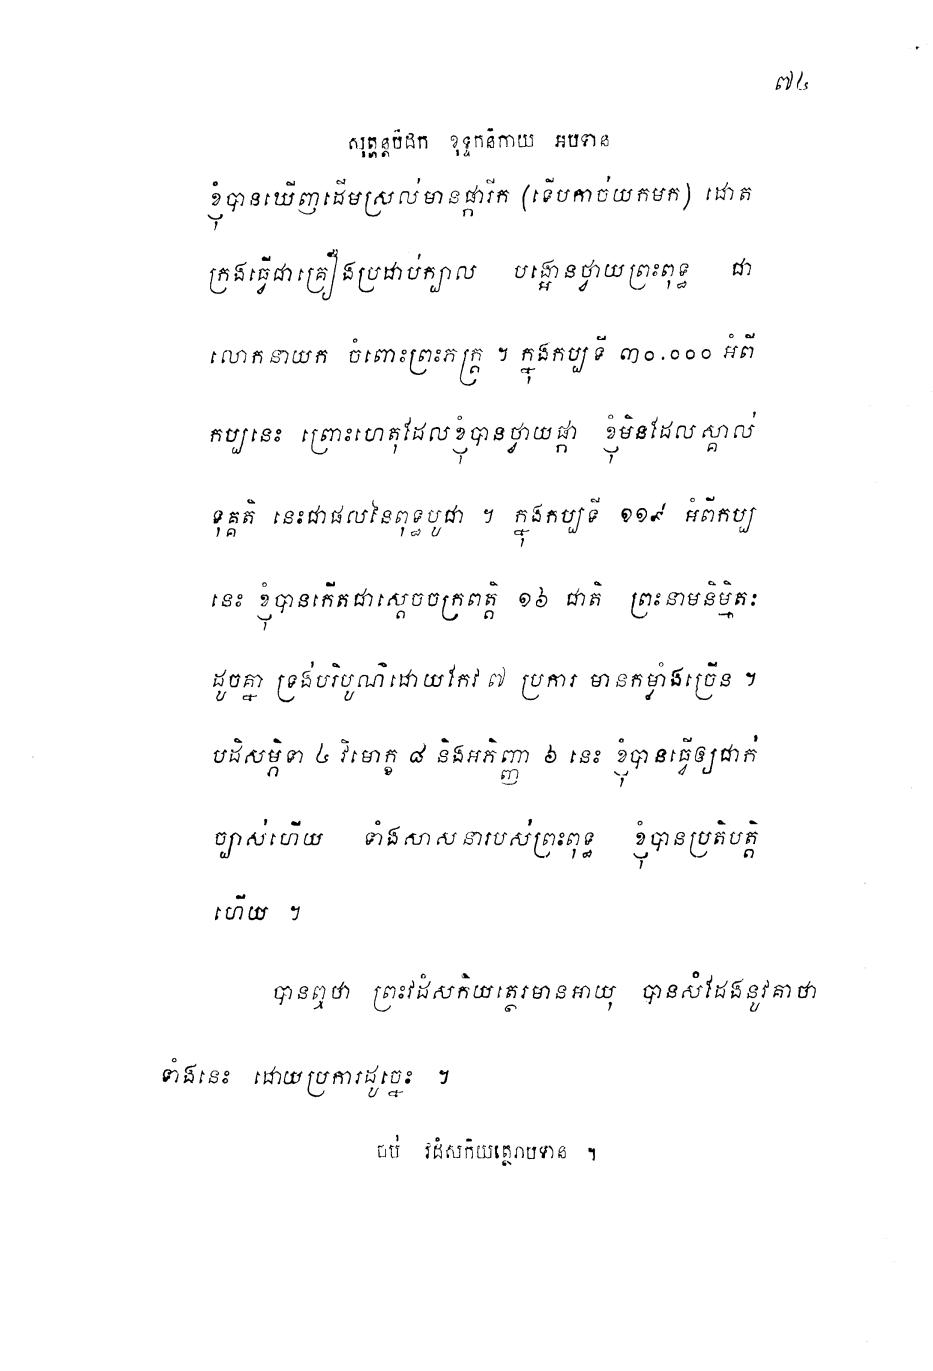 ៧៤
សុត្តន្តបិដក ខុទ្ទកនិកាយ អបទាន
ខ្ញុំបានឃើញដើមស្រល់មានផ្ការីក (ទើបកាច់យកមក) ដោត
ក្រងធ្វើជាគ្រឿងប្រដាប់ក្បាល បង្អោនថ្វាយព្រះពុទ្ធ ជា
លោកនាយក ចំពោះព្រះភក្ត្រ ។ ក្នុងកប្បទី ៣០.០០០ អំពី
កប្បនេះ ព្រោះហេតុដែលខ្ញុំបានថ្វាយផ្កា ខ្ញុំមិនដែលស្គាល់
ទុគ្គតិ នេះជាផលនៃពុទ្ធបូជា ។ ក្នុងកប្បទី ១១៩ អំពីកប្ប
នេះ ខ្ញុំបានកើតជាស្តេចចក្រពត្តិ ១៦ ជាតិ ព្រះនាមនិម្មិតៈ
ដូចគ្នា ទ្រង់បរិបូណ៌ដោយកែវ ៧ ប្រការ មានកម្លាំងច្រើន ។
បដិសម្ភិទា ៤ វិមោក្ខ ៨ និងអភិញ្ញា ៦ នេះ ខ្ញុំបានធ្វើឲ្យជាក់
ច្បាស់ហើយ ទាំងសាសនារបស់ព្រះពុទ្ធ ខ្ញុំបានប្រតិបត្តិ
ហើយ ។
បានឮថា ព្រះវដំសកិយត្ថេរមានអាយុ បានសំដែងនូវគាថា
ទាំងនេះ ដោយប្រការដូច្នេះ ។
ចប់ វដំសកិយត្ថេរាបទាន ។